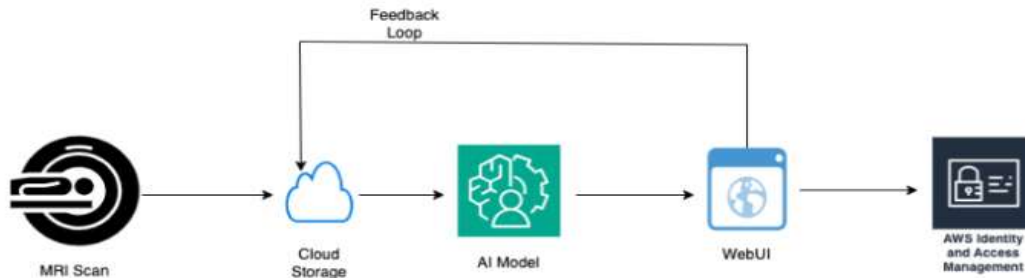 Feedback
Loop
MRI Scan
Cloud
Storage
AI Model
WebUI
AWS Identity
and Access
Management